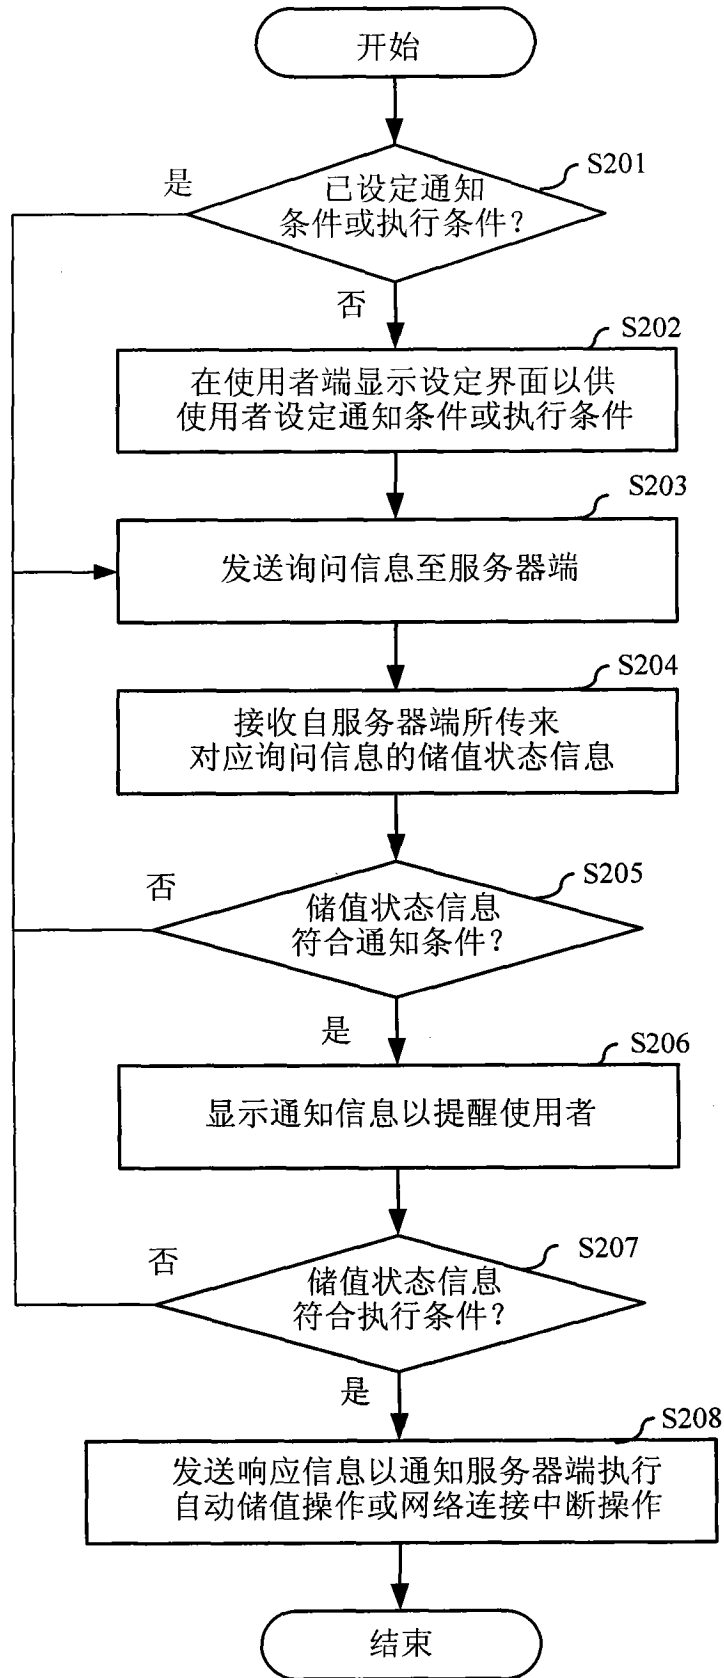 开始
S201
是
已设定通知
条件或执行条件？
否
S202
在使用者端显示设定界面以供
使用者设定通知条件或执行条件
S203
发送询问信息至服务器端
S204
接收自服务器端所传来
对应询问信息的储值状态信息
S205
否
储值状态信息
符合通知条件？
是
S206
显示通知信息以提醒使用者
S207
否
储值状态信息
符合执行条件？
是
S208
发送响应信息以通知服务器端执行
自动储值操作或网络连接中断操作
结束